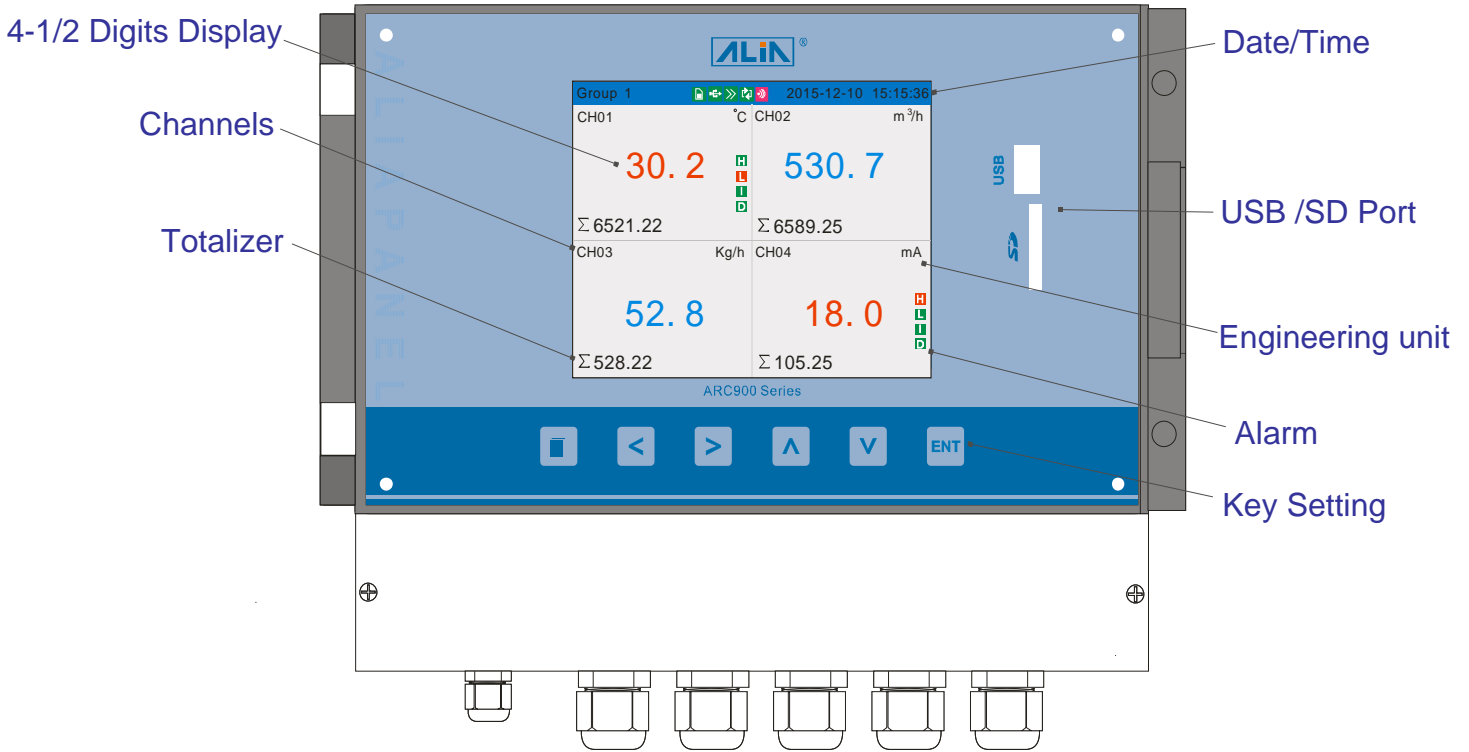 4-1/2 Digits Display
Channels
Totalizer
ALIA ®
ALIAPANEL
Group 1 2015-12-10 15:15:36
CH01 °C CH02 m³/h
30. 2 530. 7
H
L
I
D
Σ6521.22 Σ6589.25
CH03 Kg/h CH04 mA
52. 8 18. 0
H
L
I
D
Σ528.22 Σ105.25
ARC900 Series
< > ∧ ∨ ENT
USB
SD
Date/Time
USB /SD Port
Engineering unit
Alarm
Key Setting